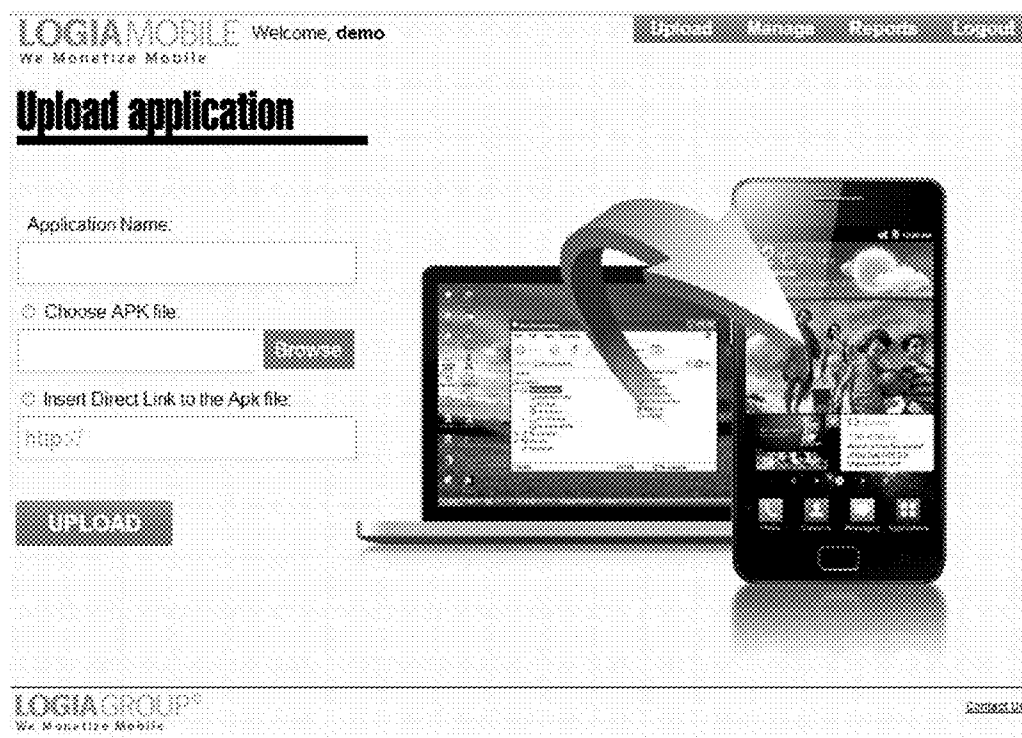 LOGIAMOBILE
We Monetize Mobile
Welcome, demo
Upload Manage Reports Logout
Upload application
Application Name:
Choose APK file:
Browse
Insert Direct Link to the Apk file:
http://
UPLOAD
LOGIAGROUP®
We Monetize Mobile
Contact Us